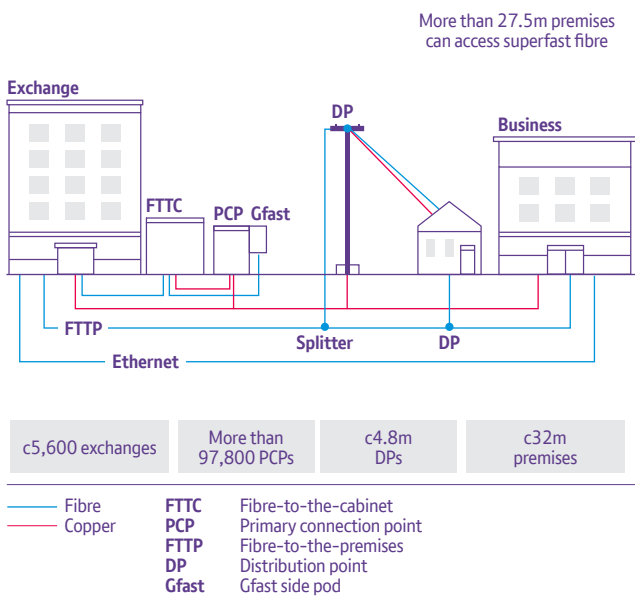 More than 27.5m premises
can access superfast fibre
Exchange
DP
Business
FTTC
PCP Gfast
FTTP
Splitter
DP
Ethernet
c5,600 exchanges
More than
97,800 PCPs
c4.8m
DPs
c32m
premises
Fibre
Copper
FTTC Fibre-to-the-cabinet
PCP Primary connection point
FTTP Fibre-to-the-premises
DP Distribution point
Gfast Gfast side pod